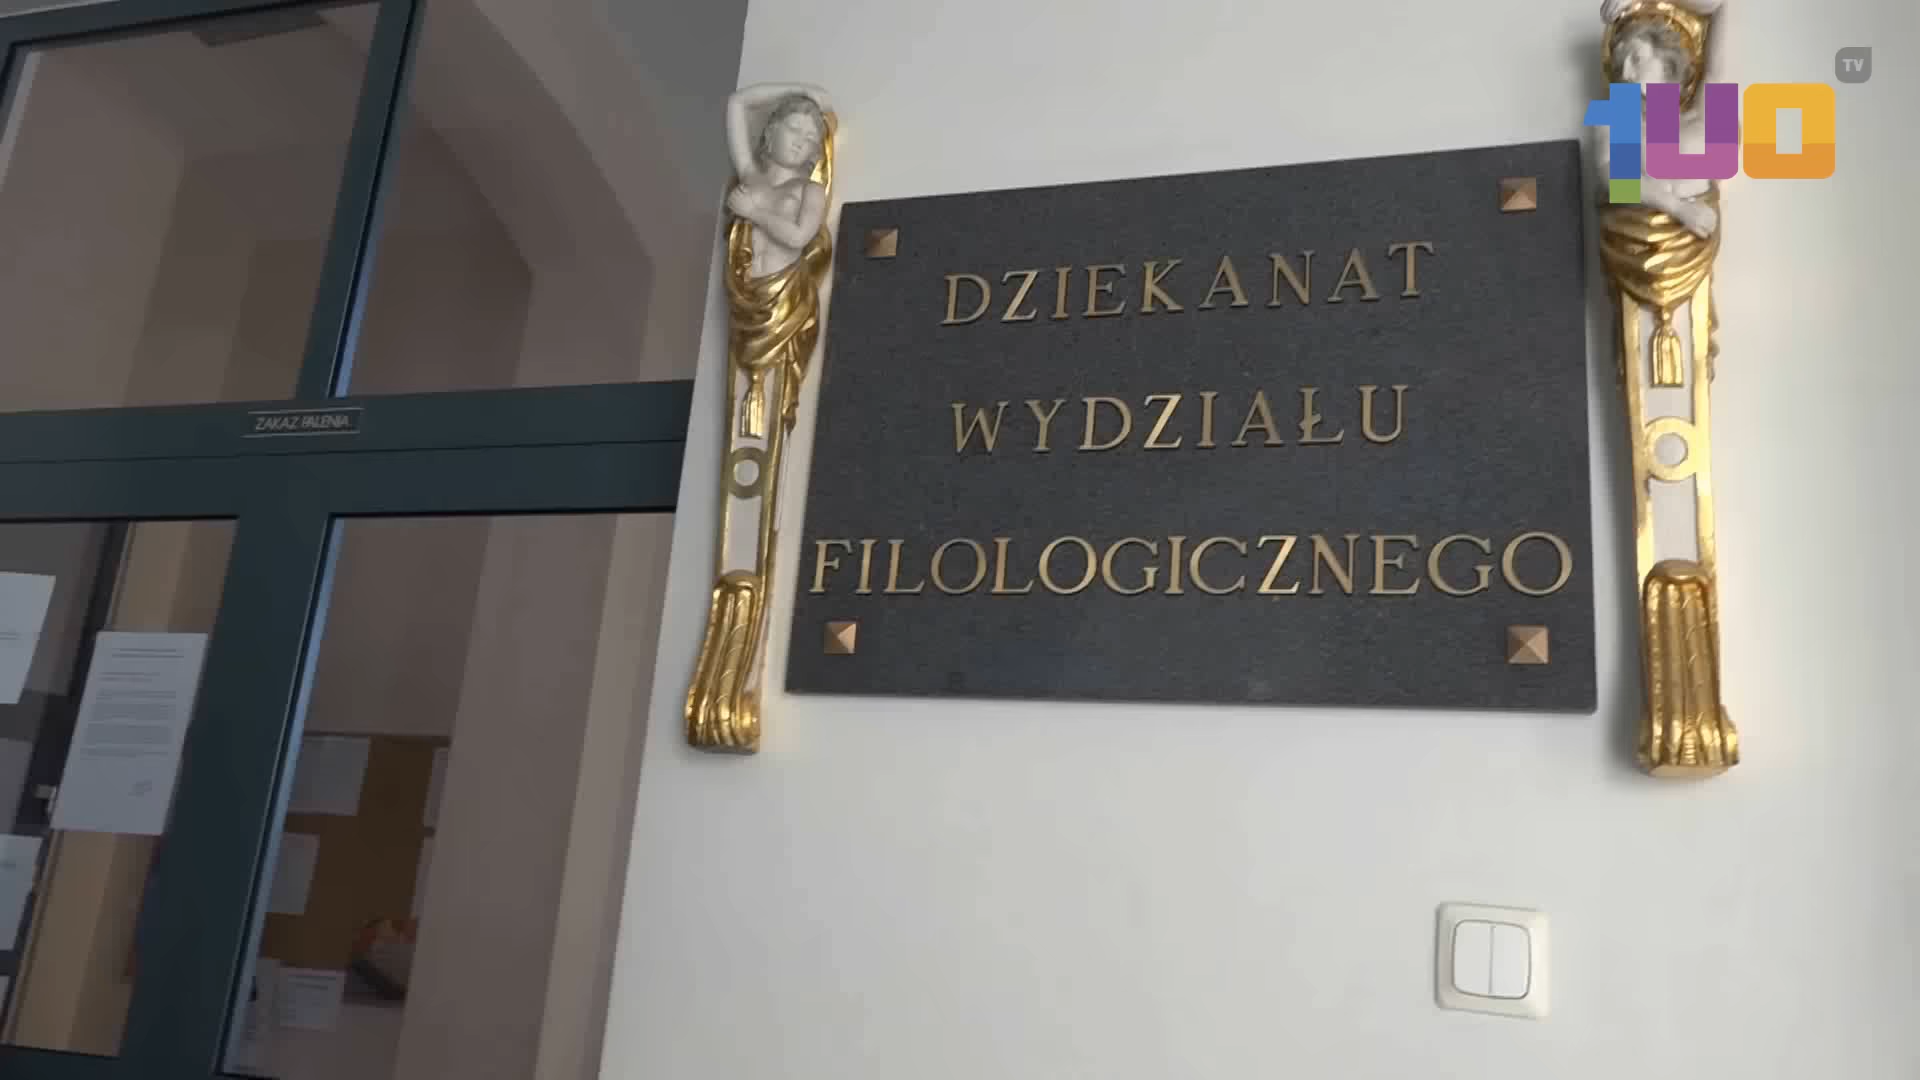 TV
1UO
DZIEKANAT
WYDZIAŁU
FILOLOGICZNEGO
ZAKAZ PALENIA